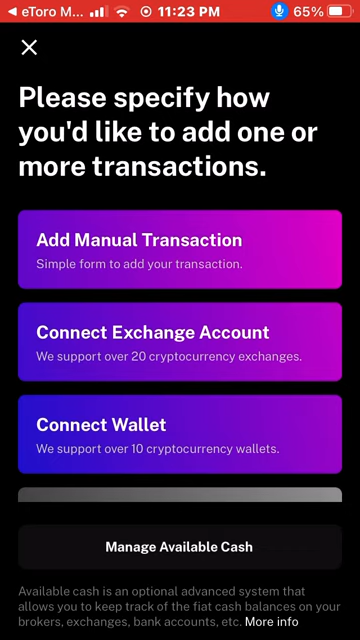 eToro M... 11:23 PM 65%
Please specify how
you'd like to add one or
more transactions.
Add Manual Transaction
Simple form to add your transaction.
Connect Exchange Account
We support over 20 cryptocurrency exchanges.
Connect Wallet
We support over 10 cryptocurrency wallets.
Manage Available Cash
Available cash is an optional advanced system that
allows you to keep track of the fiat cash balances on your
brokers, exchanges, bank accounts, etc. More info